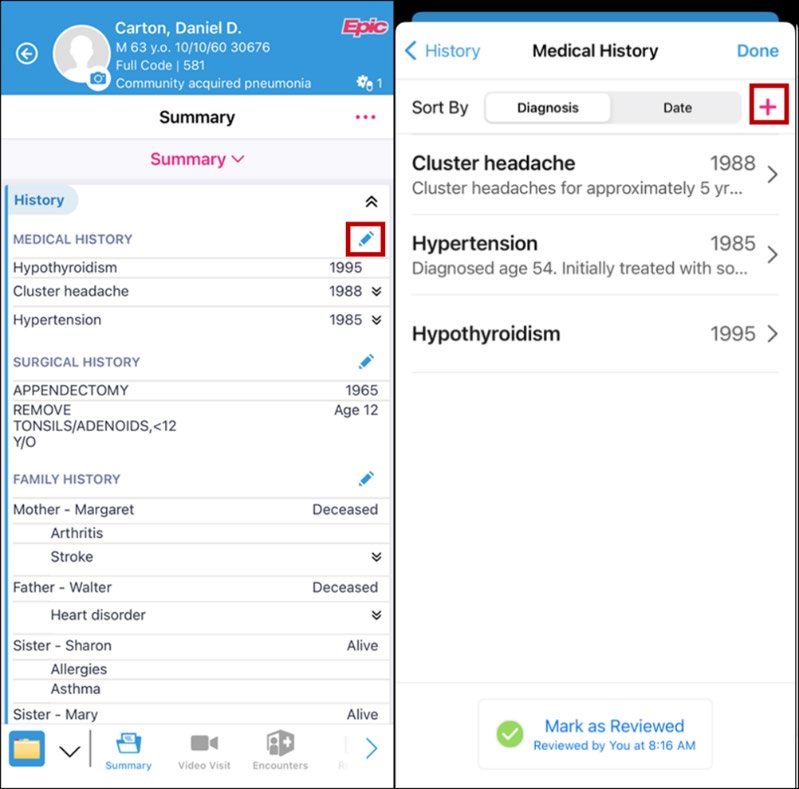 Carton, Daniel D.
Epic
M 63 y.o. 10/10/60 30676
Full Code | 581
Community acquired pneumonia
1
Summary
Summary
History
MEDICAL HISTORY
Hypothyroidism 1995
Cluster headache 1988
Hypertension 1985
SURGICAL HISTORY
APPENDECTOMY 1965
REMOVE Age 12
TONSILS/ADENOIDS,<12
Y/O
FAMILY HISTORY
Mother - Margaret Deceased
Arthritis
Stroke
Father - Walter Deceased
Heart disorder
Sister - Sharon Alive
Allergies
Asthma
Sister - Mary Alive
Summary Video Visit Encounters
History Medical History Done
Sort By Diagnosis Date +
Cluster headache 1988
Cluster headaches for approximately 5 yr...
Hypertension 1985
Diagnosed age 54. Initially treated with so...
Hypothyroidism 1995
Mark as Reviewed
Reviewed by You at 8:16 AM